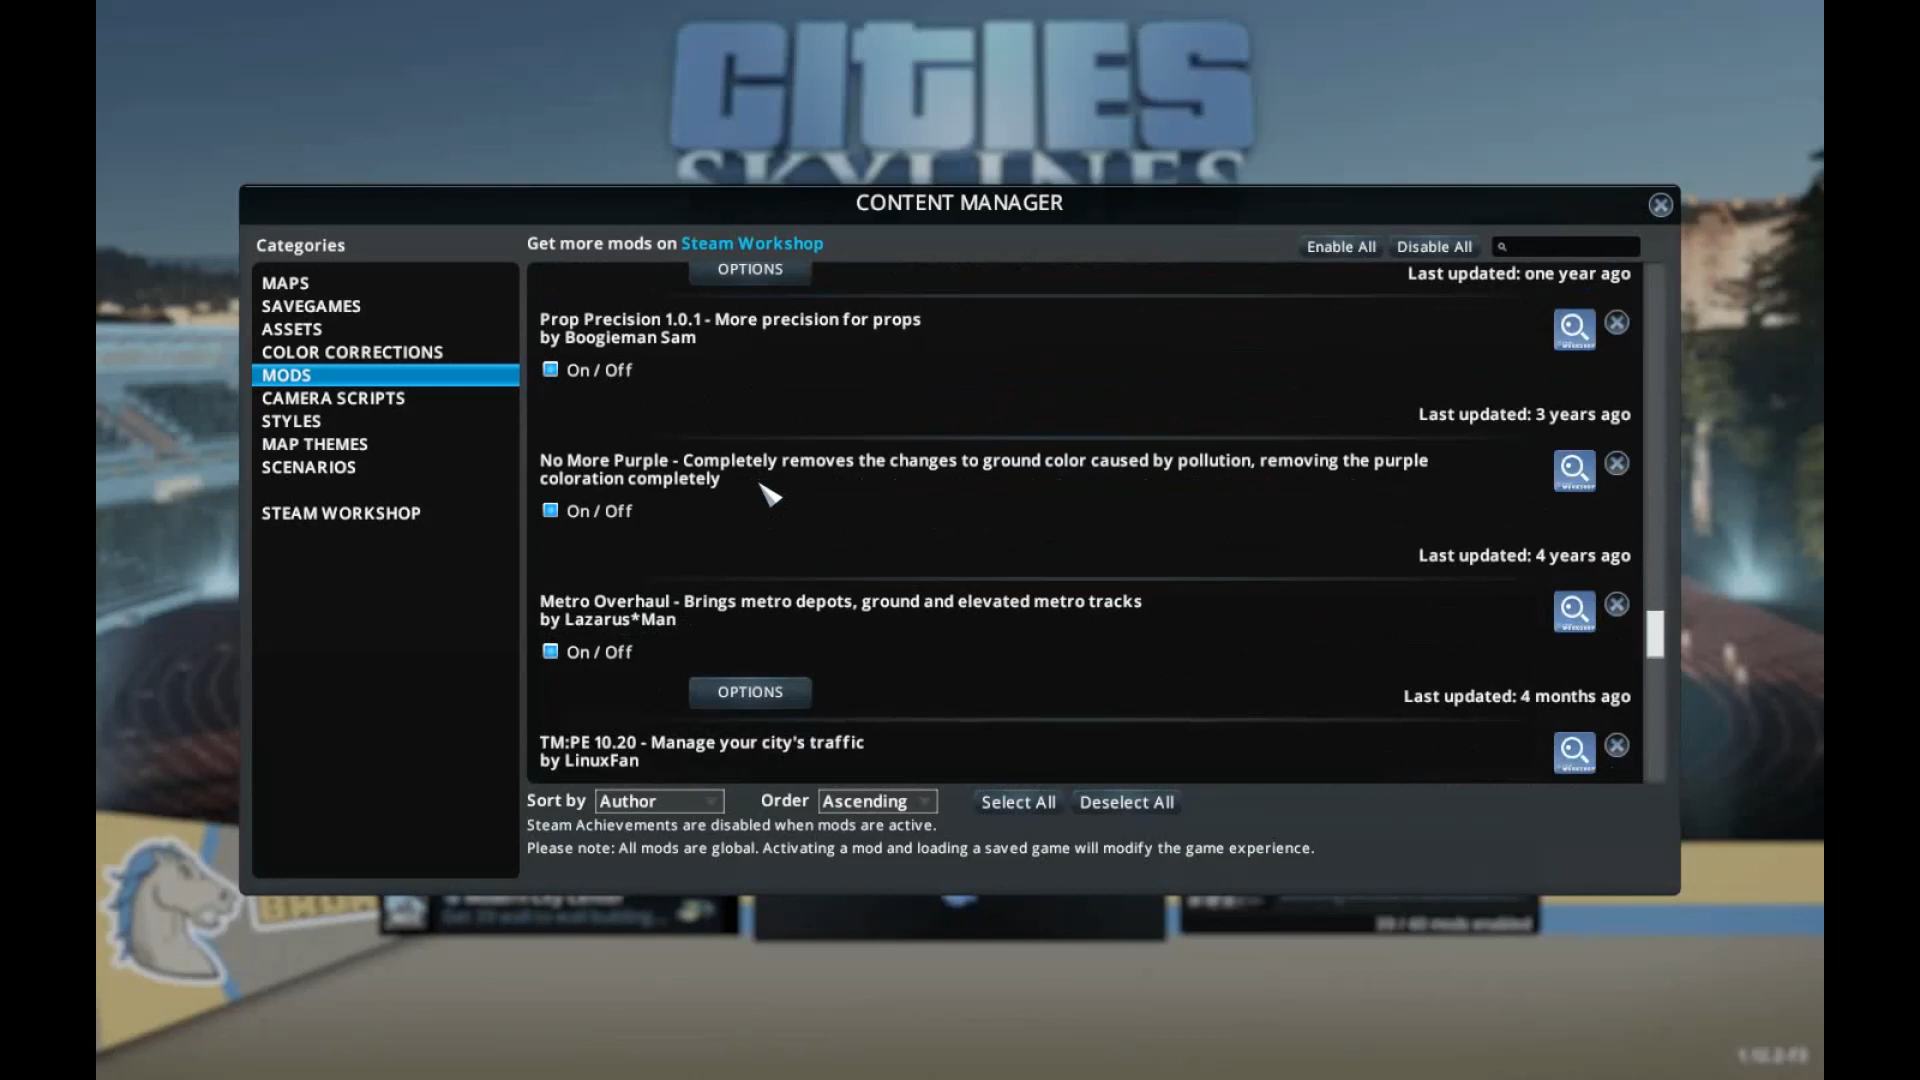 CITIES
SKYLINES
CONTENT MANAGER
Categories
Get more mods on Steam Workshop
Enable All
Disable All
MAPS
SAVEGAMES
ASSETS
COLOR CORRECTIONS
MODS
CAMERA SCRIPTS
STYLES
MAP THEMES
SCENARIOS
STEAM WORKSHOP
OPTIONS
Last updated: one year ago
Prop Precision 1.0.1 - More precision for props
by Boogieman Sam
On / Off
Last updated: 3 years ago
No More Purple - Completely removes the changes to ground color caused by pollution, removing the purple
coloration completely
On / Off
Last updated: 4 years ago
Metro Overhaul - Brings metro depots, ground and elevated metro tracks
by Lazarus*Man
On / Off
OPTIONS
Last updated: 4 months ago
TM:PE 10.20 - Manage your city's traffic
by LinuxFan
Sort by Author Order Ascending Select All Deselect All
Steam Achievements are disabled when mods are active.
Please note: All mods are global. Activating a mod and loading a saved game will modify the game experience.